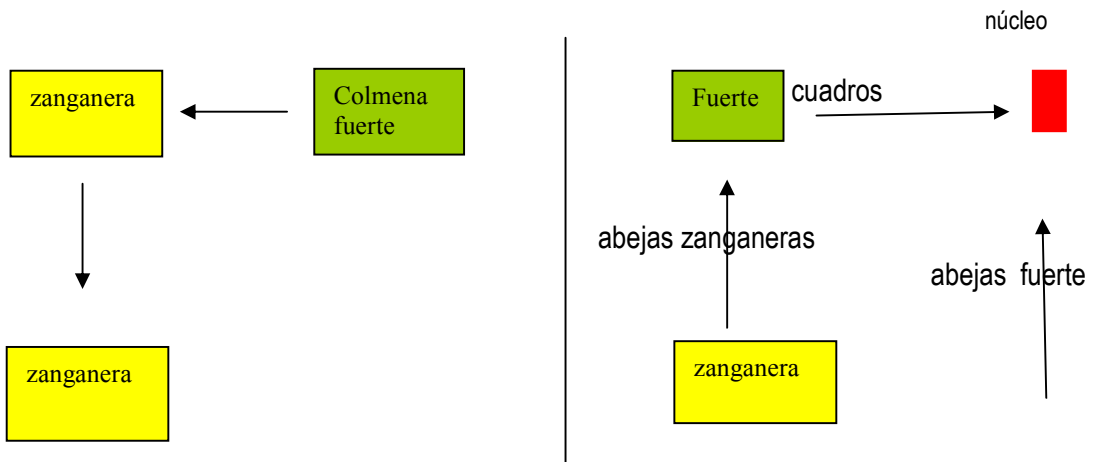 zanganera
Colmena
fuerte
zanganera
núcleo
Fuerte
cuadros
abejas zanganeras
abejas fuerte
zanganera